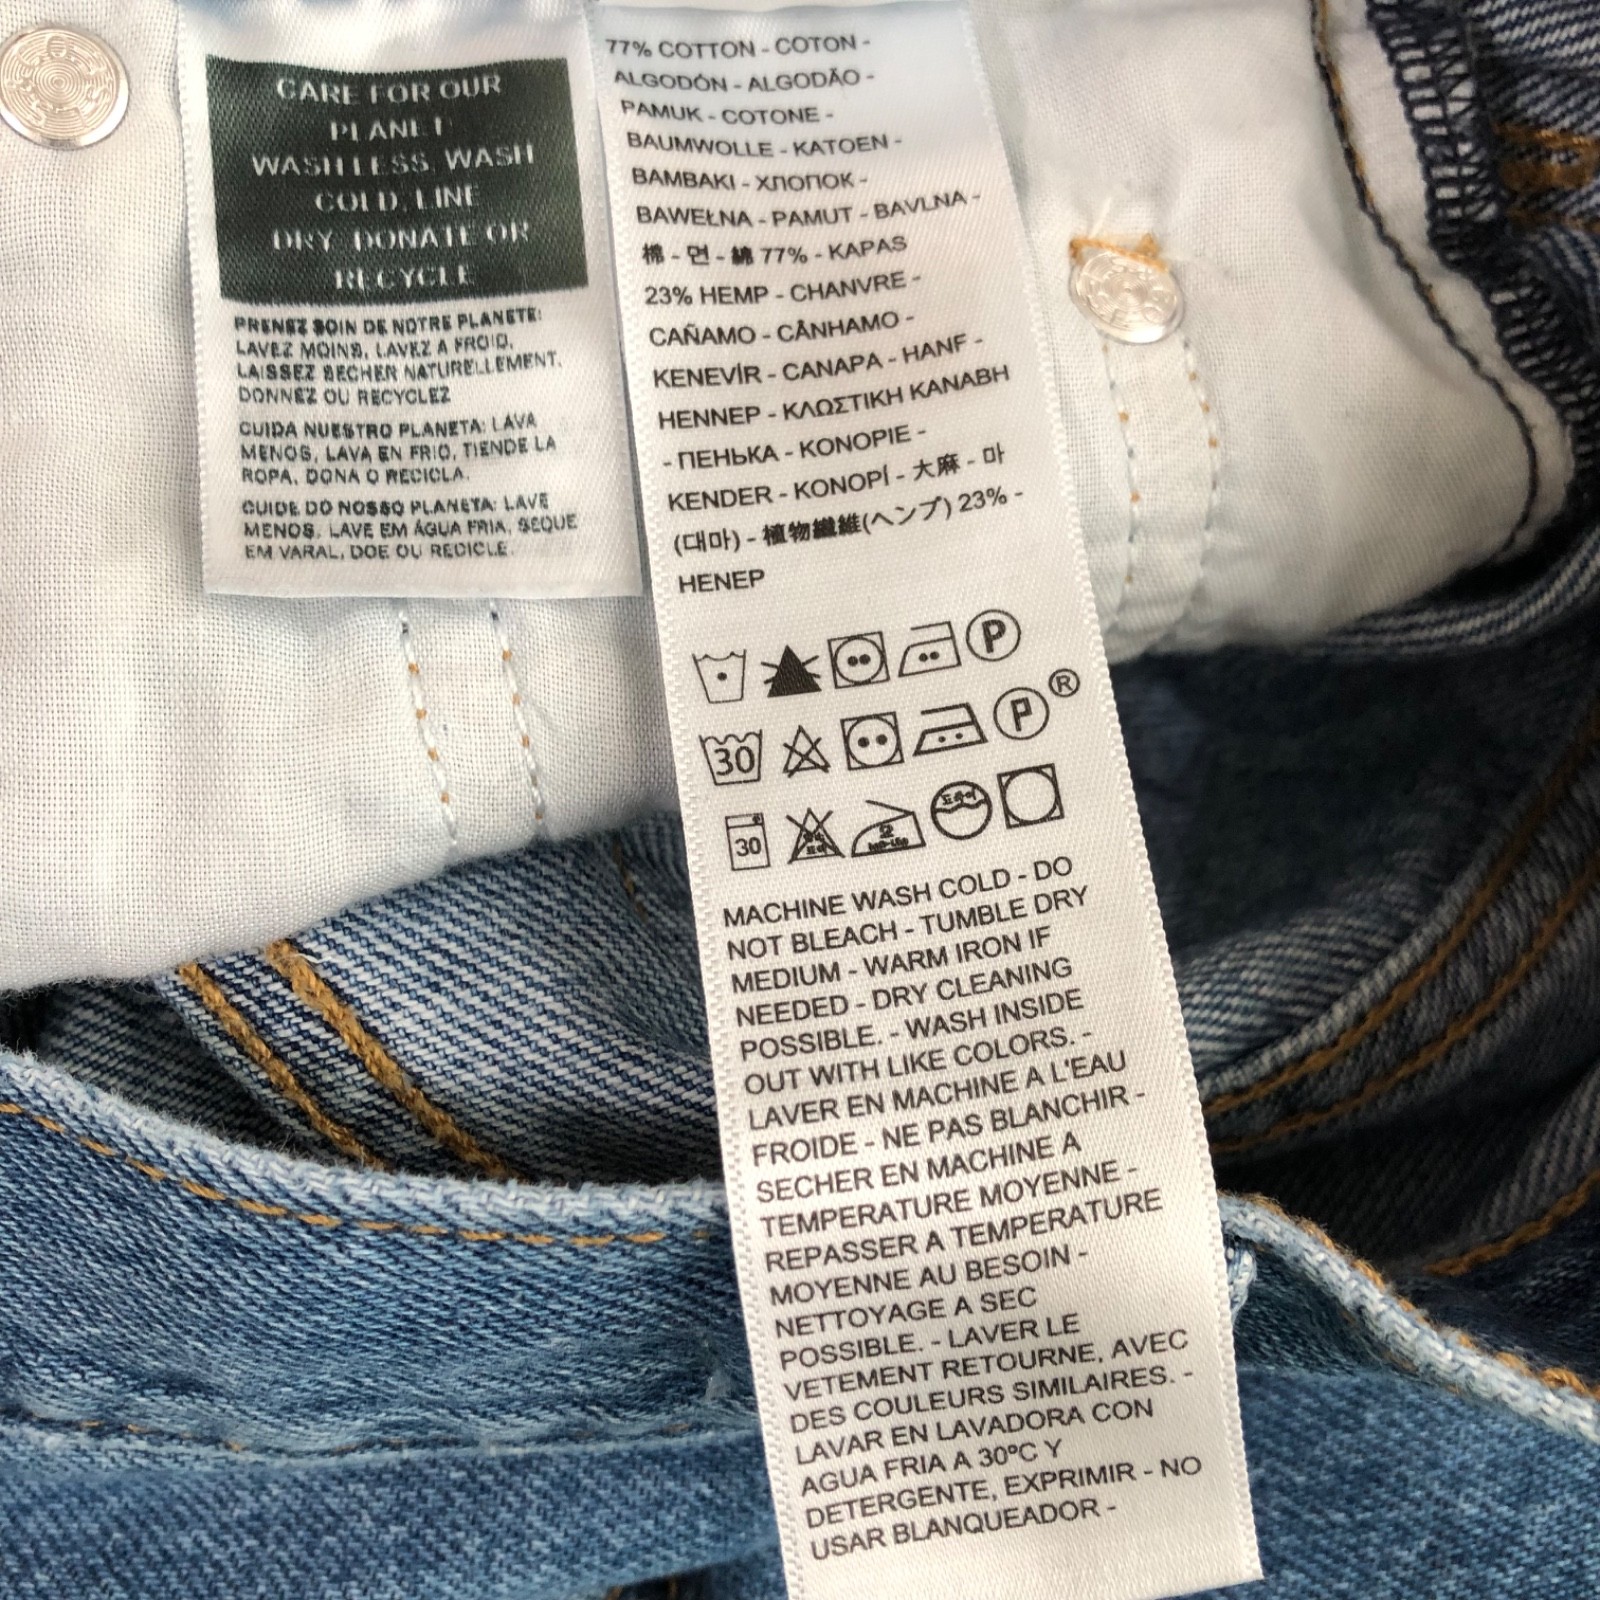 CARE FOR OUR
PLANET:
WASH LESS, WASH
COLD, LINE
DRY, DONATE OR
RECYCLE
PRENEZ SOIN DE NOTRE PLANETE:
LAVEZ MOINS, LAVEZ A FROID,
LAISSEZ SECHER NATURELLEMENT,
DONNEZ OU RECYCLEZ
CUIDA NUESTRO PLANETA: LAVA
MENOS, LAVA EN FRIO, TIENDE LA
ROPA, DONA O RECICLA.
CUIDE DO NOSSO PLANETA: LAVE
MENOS, LAVE EM ÁGUA FRIA, SEQUE
EM VARAL, DOE OU RECICLE.
77% COTTON - COTON -
ALGODÓN - ALGODÃO -
PAMUK - COTONE -
BAUMWOLLE - KATOEN -
BAMBAKI - ХЛОПОК -
BAWEŁNA - PAMUT - BAVLNA -
棉 - 면 - 綿 77% - KAPAS
23% HEMP - CHANVRE -
CAÑAMO - CÂNHAMO -
KENEVİR - CANAPA - HANF -
HENNEP - ΚΛΩΣΤΙΚΗ ΚΑΝΑΒΗ
- ПЕНЬКА - KONOPIE -
KENDER - KONOPÍ - 大麻 - 마
(대마) - 植物繊維(ヘンプ) 23% -
HENEP
P
30 P ®
30 2 드라이
MACHINE WASH COLD - DO
NOT BLEACH - TUMBLE DRY
MEDIUM - WARM IRON IF
NEEDED - DRY CLEANING
POSSIBLE. - WASH INSIDE
OUT WITH LIKE COLORS. -
LAVER EN MACHINE A L'EAU
FROIDE - NE PAS BLANCHIR -
SECHER EN MACHINE A
TEMPERATURE MOYENNE -
REPASSER A TEMPERATURE
MOYENNE AU BESOIN -
NETTOYAGE A SEC
POSSIBLE. - LAVER LE
VETEMENT RETOURNE, AVEC
DES COULEURS SIMILAIRES. -
LAVAR EN LAVADORA CON
AGUA FRIA A 30ºC Y
DETERGENTE, EXPRIMIR - NO
USAR BLANQUEADOR -